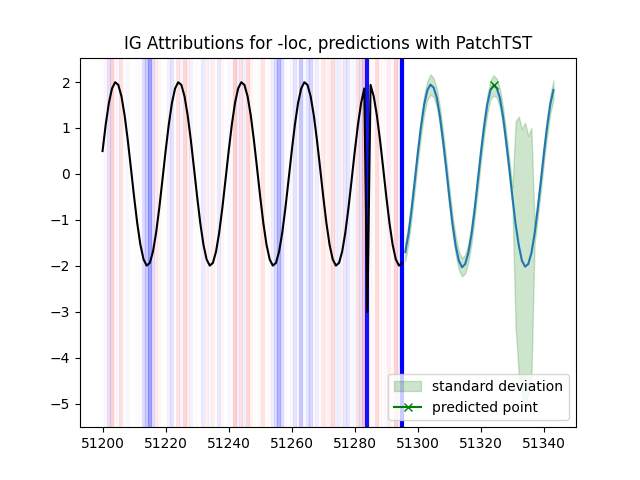 IG Attributions for -loc, predictions with PatchTST
2
1
0
−1
−2
−3
−4
−5
standard deviation
predicted point
51200 51220 51240 51260 51280 51300 51320 51340